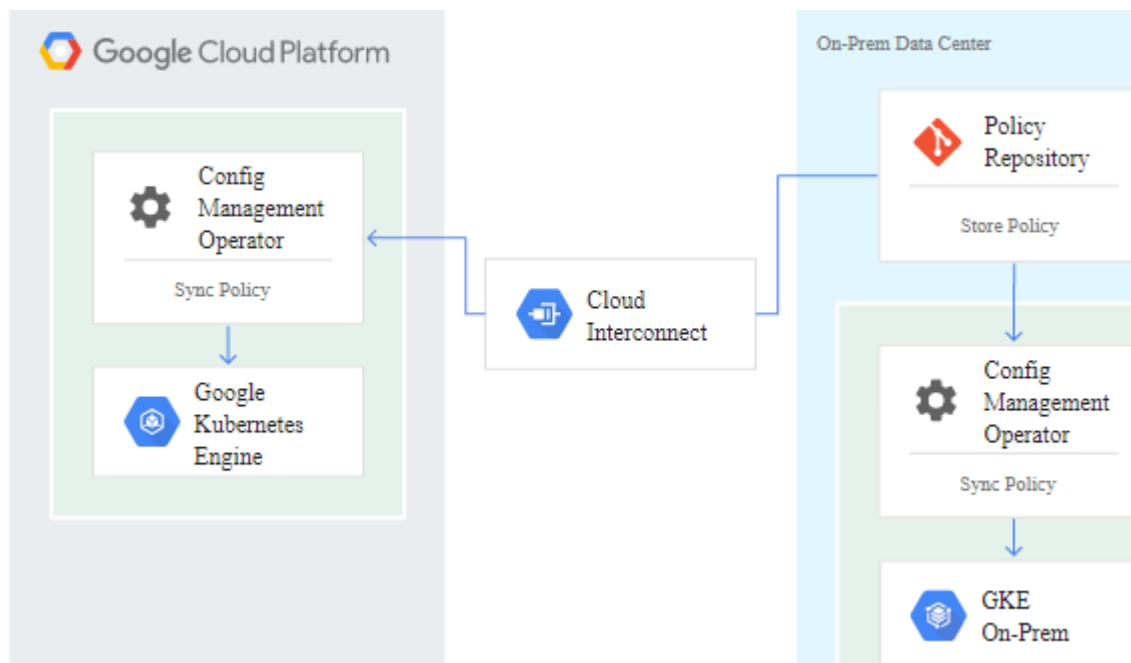 Google Cloud Platform
Config
Management
Operator
Sync Policy
Google
Kubernetes
Engine
Cloud
Interconnect
On-Prem Data Center
Policy
Repository
Store Policy
Config
Management
Operator
Sync Policy
GKE
On-Prem